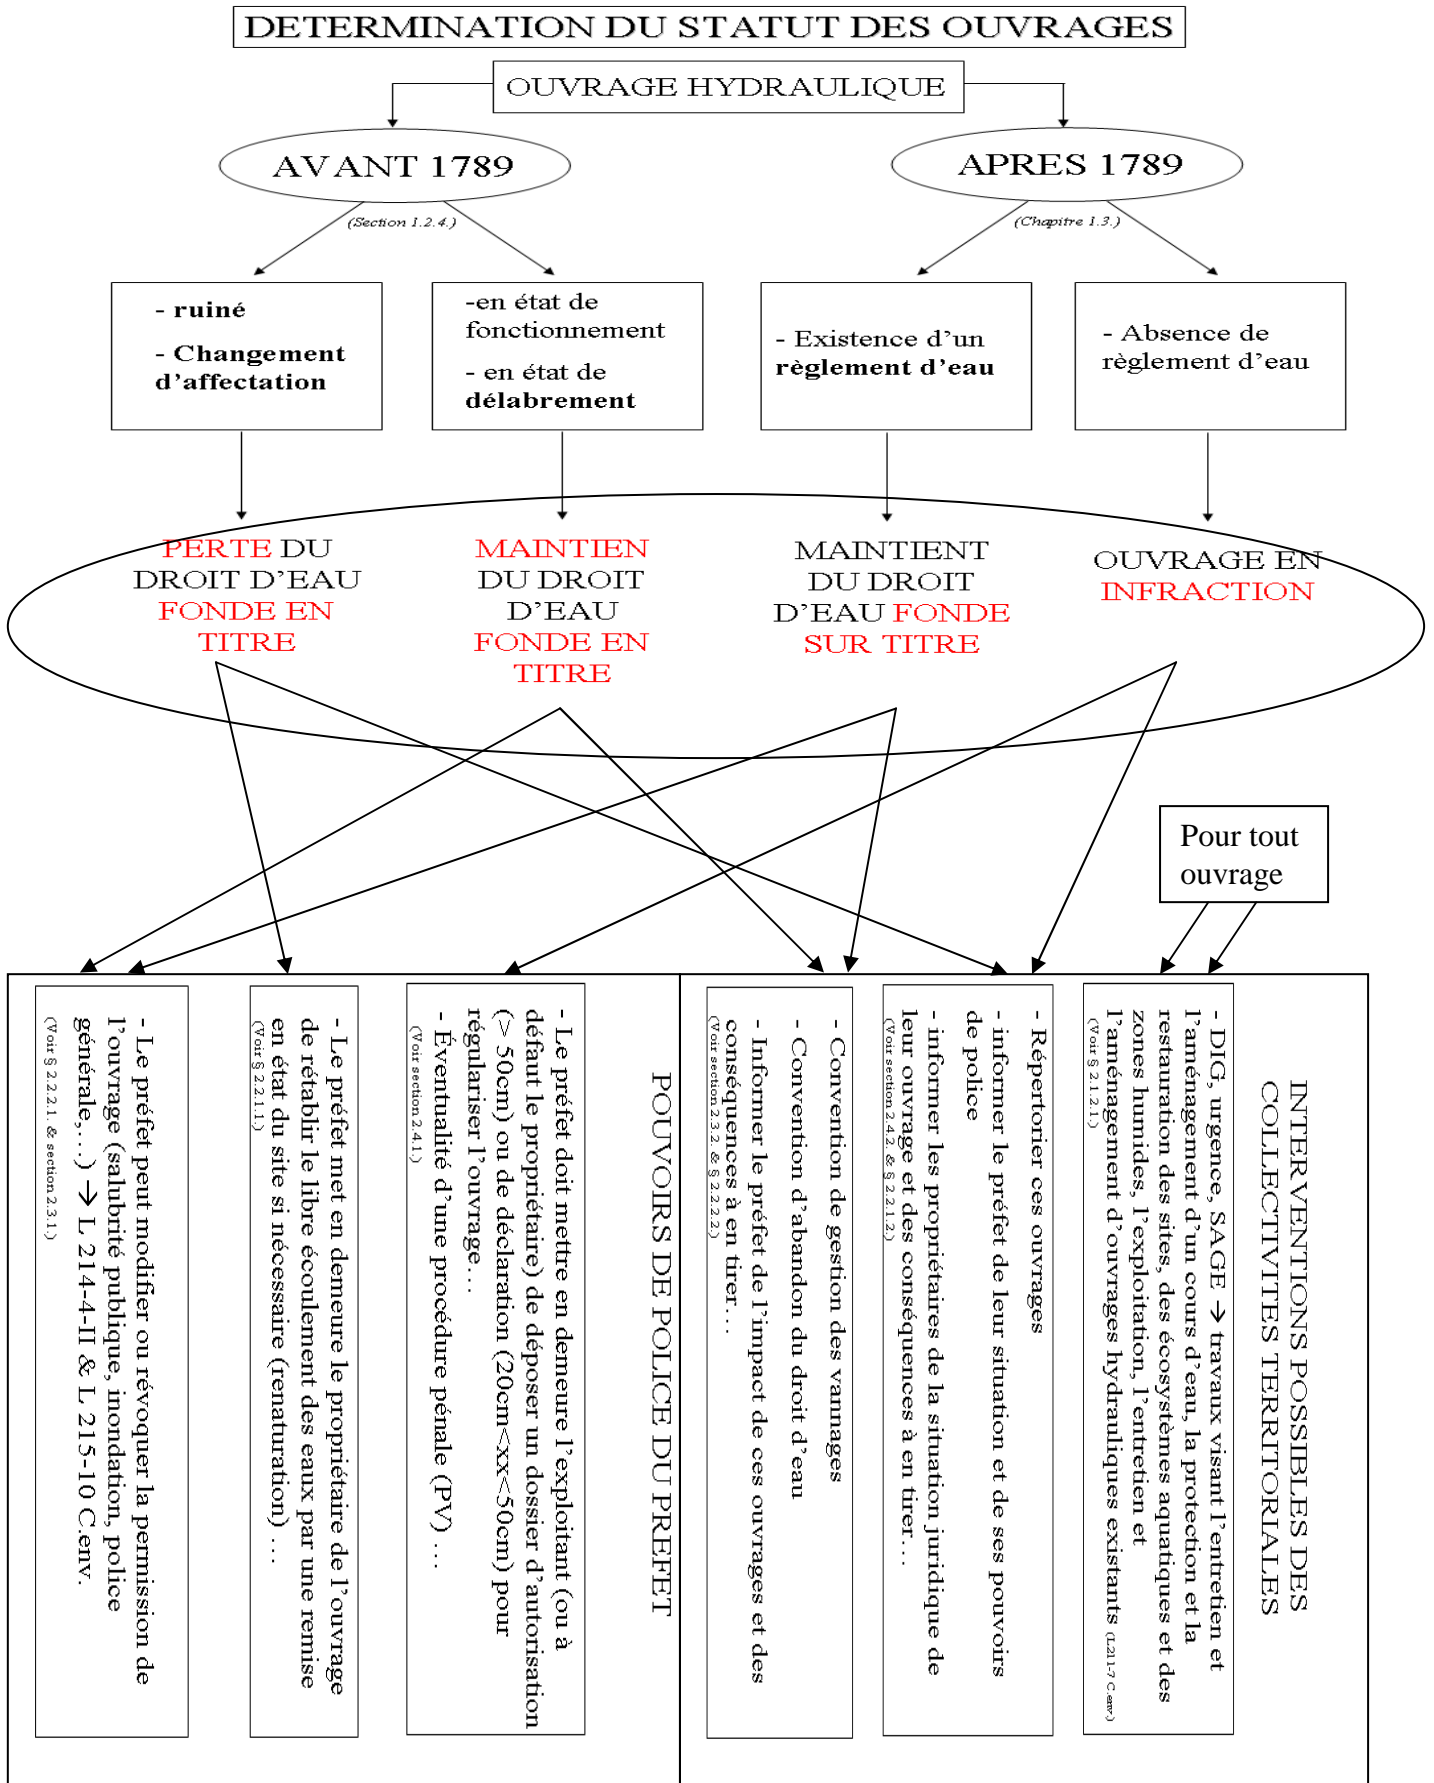 DETERMINATION DU STATUT DES OUVRAGES
OUVRAGE HYDRAULIQUE
AVANT 1789
APRES 1789
(Section 1.2.4.)
(Chapitre 1.3.)
- ruiné
- Changement
d’affectation
-en état de
fonctionnement
- en état de
délabrement
- Existence d’un
règlement d’eau
- Absence de
règlement d’eau
PERTE DU
DROIT D’EAU
FONDE EN
TITRE
MAINTIEN
DU DROIT
D’EAU
FONDE EN
TITRE
MAINTIENT
DU DROIT
D’EAU FONDE
SUR TITRE
OUVRAGE EN
INFRACTION
Pour tout
ouvrage
POUVOIRS DE POLICE DU PREFET
- Le préfet peut modifier ou révoquer la permission de
l’ouvrage (salubrité publique, inondation, police
générale,…) → L 214-4-II & L 215-10 C.env.
(Voir § 2.2.2.1. & section 2.3.1.)
- Le préfet met en demeure le propriétaire de l’ouvrage
de rétablir le libre écoulement des eaux par une remise
en état du site si nécessaire (renaturation) …
(Voir § 2.2.1.1.)
- Le préfet doit mettre en demeure l’exploitant (ou à
défaut le propriétaire) de déposer un dossier d’autorisation
(> 50cm) ou de déclaration (20cm<xx<50cm) pour
régulariser l’ouvrage…
- Éventualité d’une procédure pénale (PV) …
(Voir section 2.4.1.)
INTERVENTIONS POSSIBLES DES
COLLECTIVITES TERRITORIALES
- Convention de gestion des vannages
- Convention d’abandon du droit d’eau
- Informer le préfet de l’impact de ces ouvrages et des
conséquences à en tirer…
(Voir section 2.3.2. & § 2.2.2.2.)
- Répertorier ces ouvrages
- informer le préfet de leur situation et de ses pouvoirs
de police
- informer les propriétaires de la situation juridique de
leur ouvrage et des conséquences à en tirer…
(Voir section 2.4.2. & § 2.2.1.2.)
- DIG, urgence, SAGE → travaux visant l’entretien et
l’aménagement d’un cours d’eau, la protection et la
restauration des sites, des écosystèmes aquatiques et des
zones humides, l’exploitation, l’entretien et
l’aménagement d’ouvrages hydrauliques existants (L211-7 C.env.)
(Voir § 2.1.2.1.)